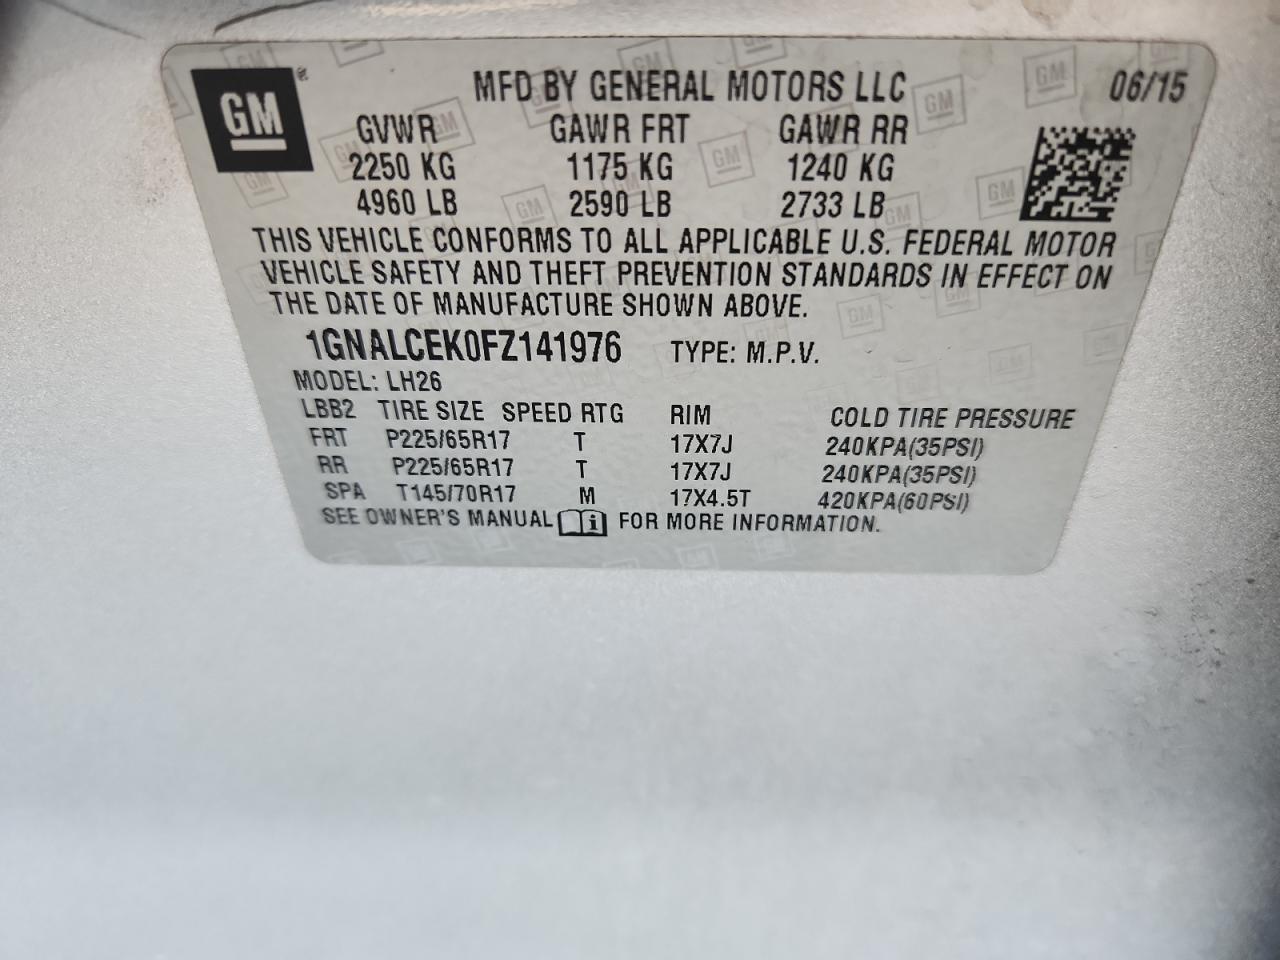 GM ® MFD BY GENERAL MOTORS LLC 06/15
GVWR GAWR FRT GAWR RR
2250 KG 1175 KG 1240 KG
4960 LB 2590 LB 2733 LB
THIS VEHICLE CONFORMS TO ALL APPLICABLE U.S. FEDERAL MOTOR
VEHICLE SAFETY AND THEFT PREVENTION STANDARDS IN EFFECT ON
THE DATE OF MANUFACTURE SHOWN ABOVE.
1GNALCEK0FZ141976 TYPE: M.P.V.
MODEL: LH26
LBB2 TIRE SIZE SPEED RTG RIM COLD TIRE PRESSURE
FRT P225/65R17 T 17X7J 240KPA(35PSI)
RR P225/65R17 T 17X7J 240KPA(35PSI)
SPA T145/70R17 M 17X4.5T 420KPA(60PSI)
SEE OWNER'S MANUAL i FOR MORE INFORMATION.